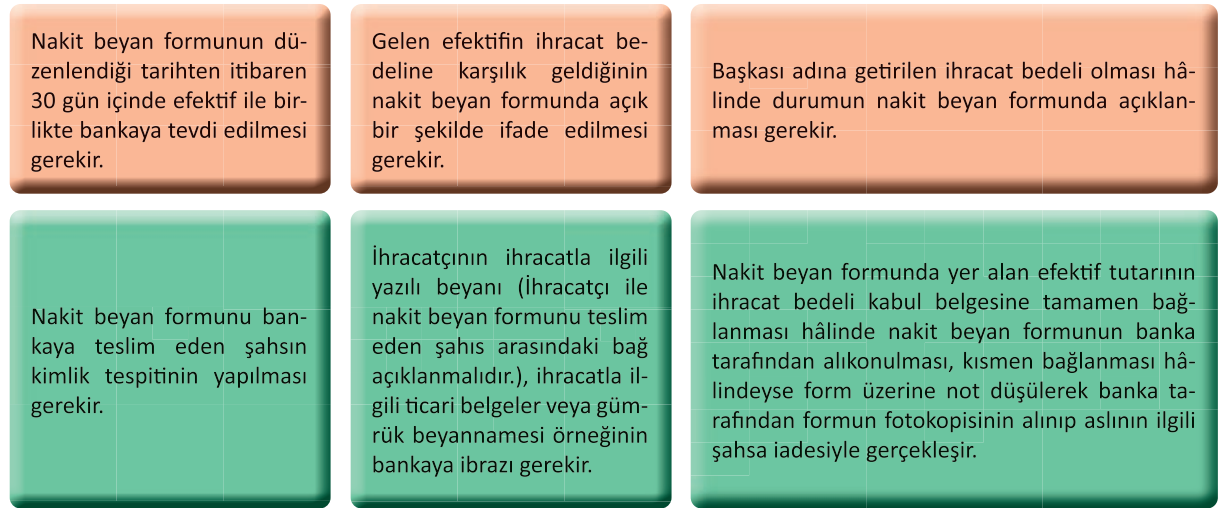 Nakit beyan formunun dü-
zenlendiği tarihten itibaren
30 gün içinde efektif ile bir-
likte bankaya tevdi edilmesi
gerekir.
Gelen efektifin ihracat be-
deline karşılık geldiğinin
nakit beyan formunda açık
bir şekilde ifade edilmesi
gerekir.
Başkası adına getirilen ihracat bedeli olması hâ-
linde durumun nakit beyan formunda açıklan-
ması gerekir.
Nakit beyan formunu ban-
kaya teslim eden şahsın
kimlik tespitinin yapılması
gerekir.
İhracatçının ihracatla ilgili
yazılı beyanı (İhracatçı ile
nakit beyan formunu teslim
eden şahıs arasındaki bağ
açıklanmalıdır.), ihracatla il-
gili ticari belgeler veya güm-
rük beyannamesi örneğinin
bankaya ibrazı gerekir.
Nakit beyan formunda yer alan efektif tutarının
ihracat bedeli kabul belgesine tamamen bağ-
lanması hâlinde nakit beyan formunun banka
tarafından alıkonulması, kısmen bağlanması hâ-
lindeyse form üzerine not düşülerek banka ta-
rafından formun fotokopisinin alınıp aslının ilgili
şahsa iadesiyle gerçekleşir.